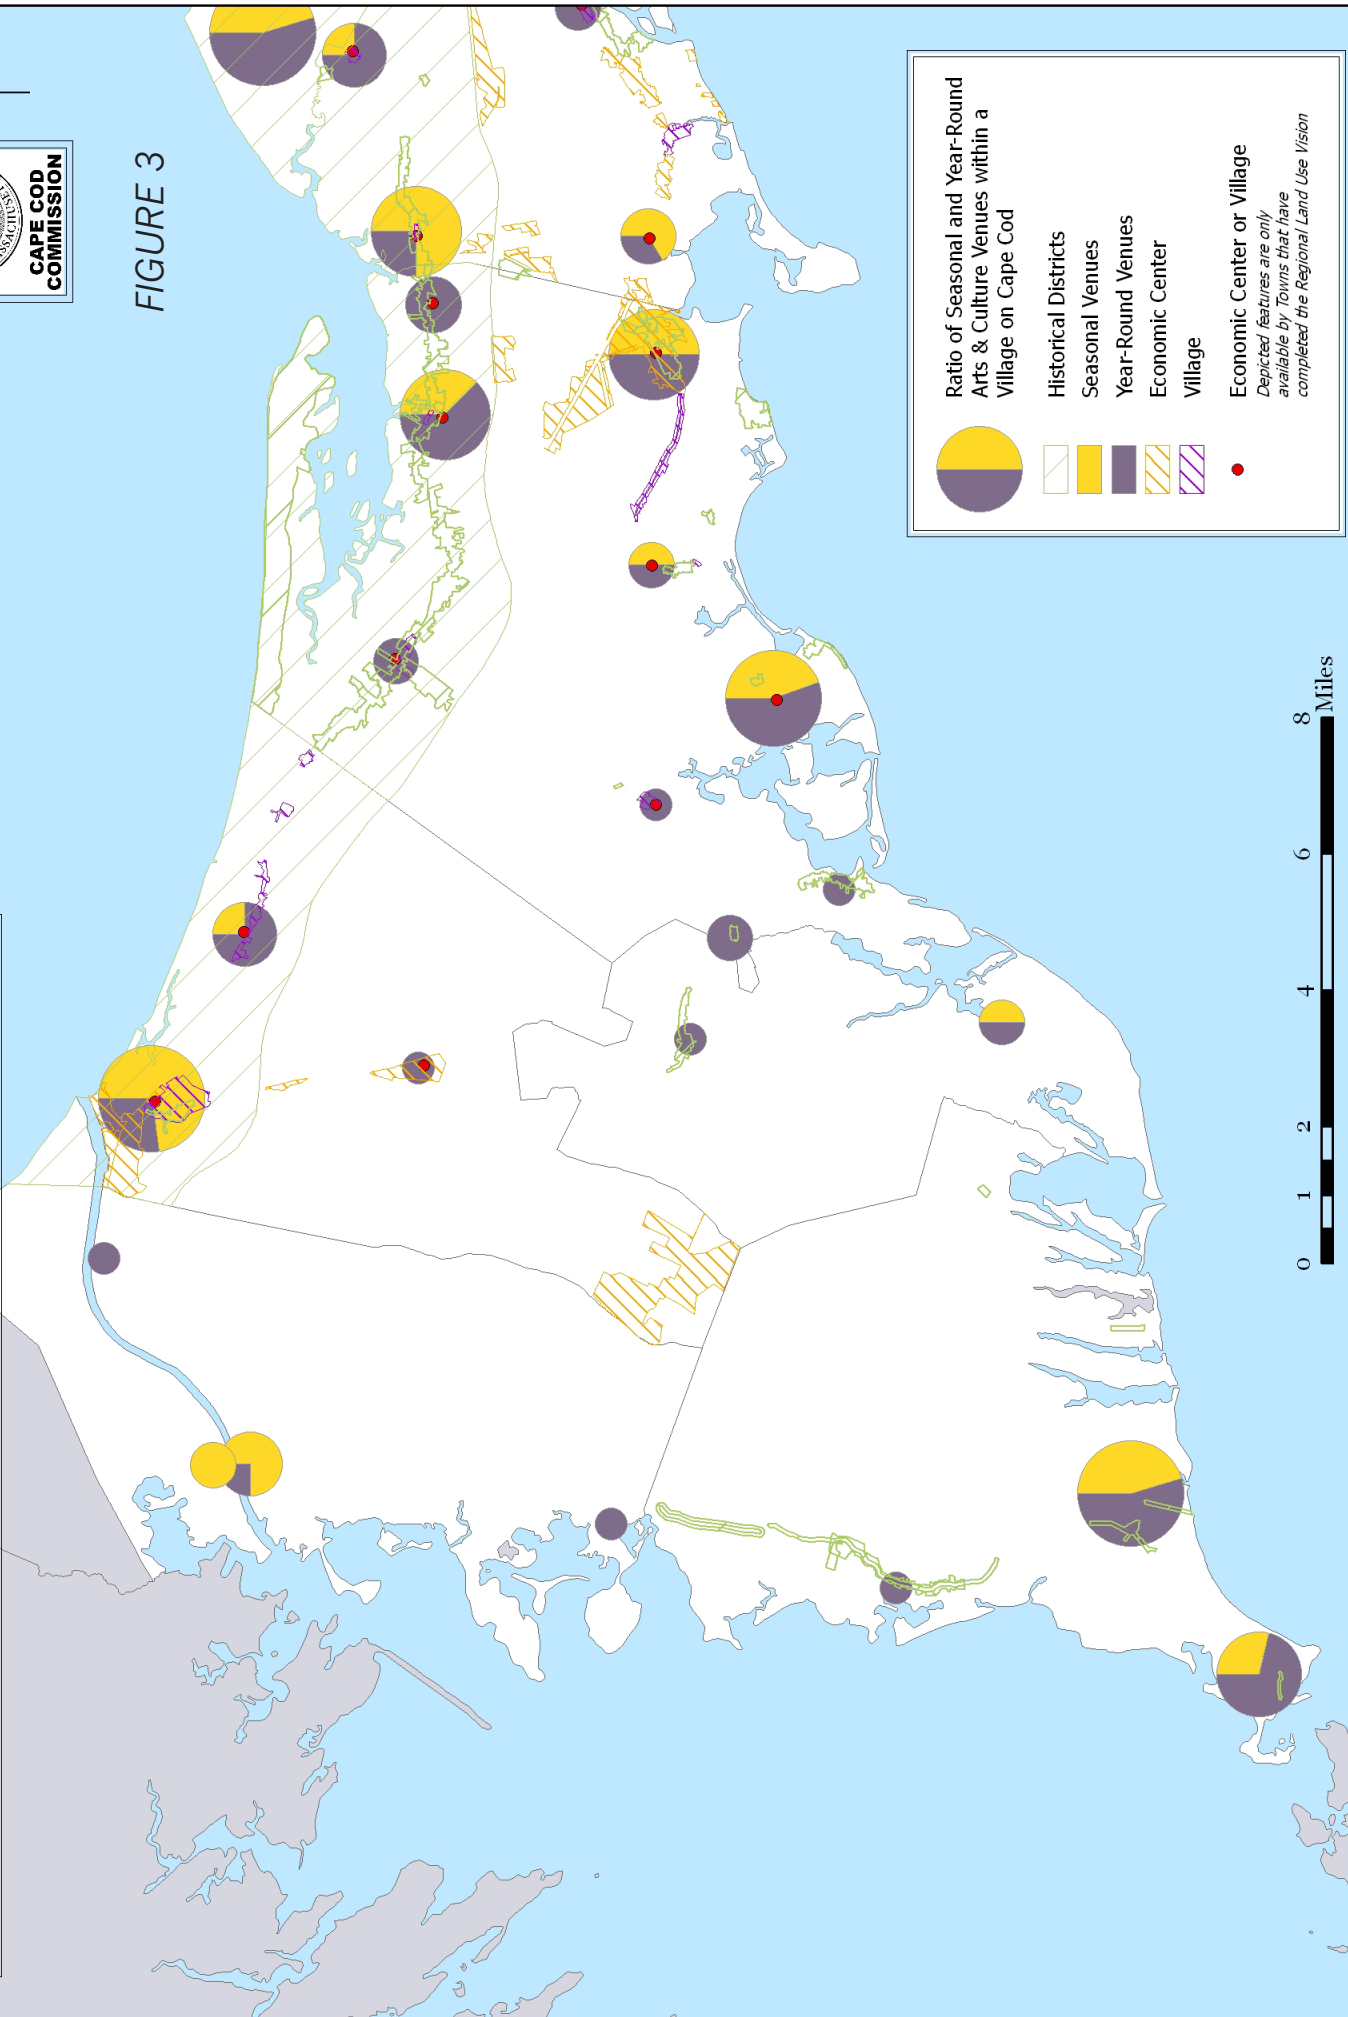 CAPE COD
COMMISSION
FIGURE 3
Ratio of Seasonal and Year-Round
Arts & Culture Venues within a
Village on Cape Cod
Historical Districts
Seasonal Venues
Year-Round Venues
Economic Center
Village
Economic Center or Village
Depicted features are only
available by Towns that have
completed the Regional Land Use Vision
0 1 2 4 6 8
Miles